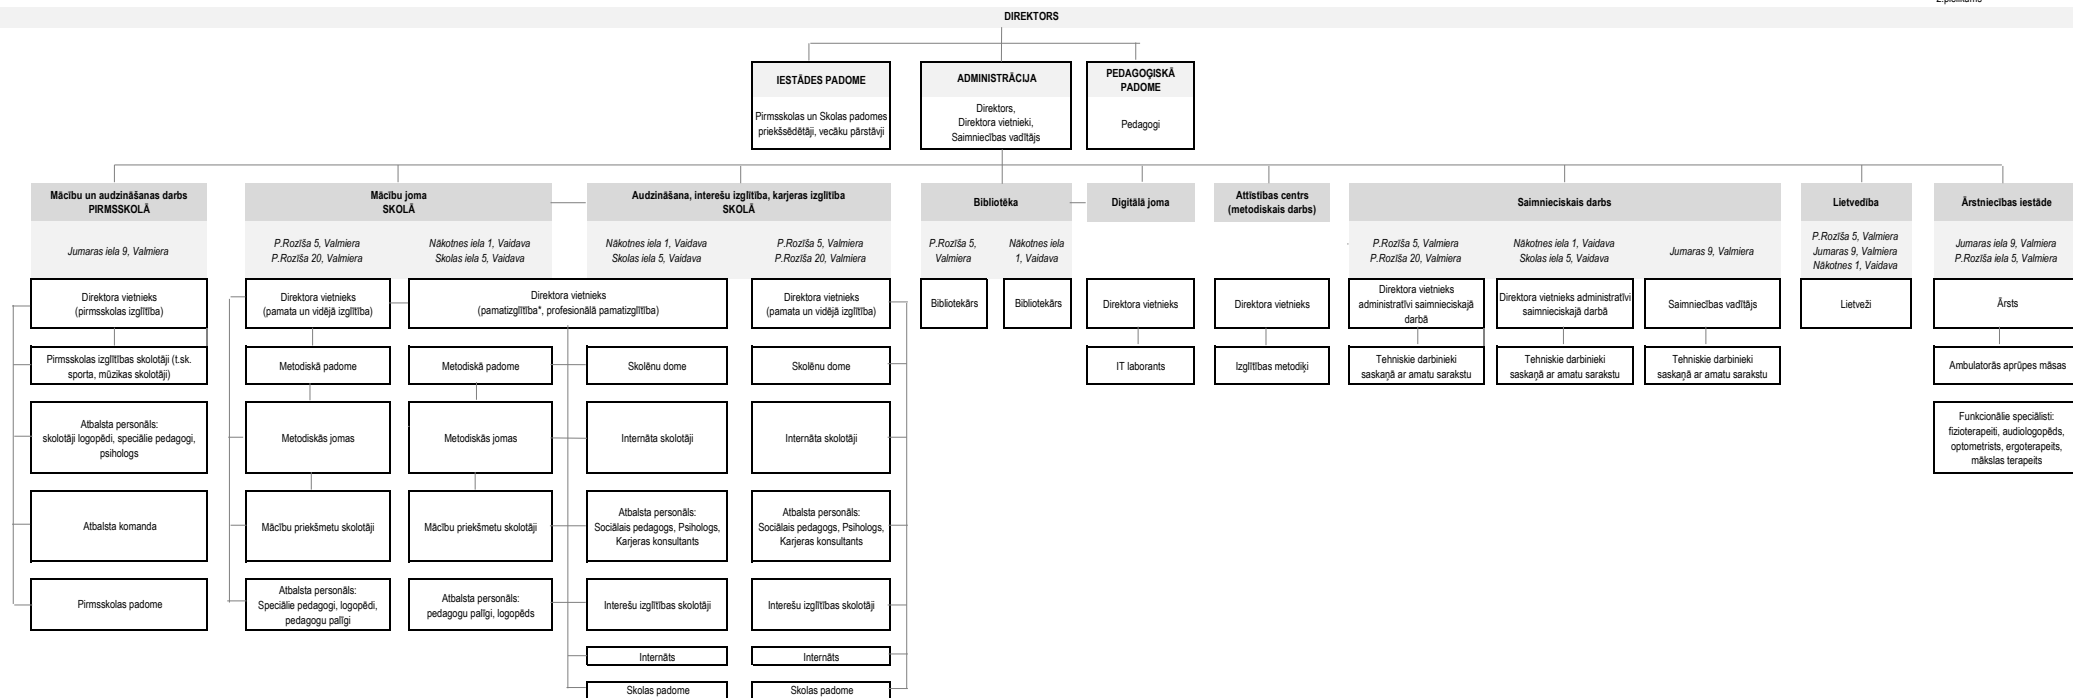 2.pielikums
DIREKTORS
IESTĀDES PADOME
Pirmsskolas un Skolas padomes
priekšsēdētāji, vecāku pārstāvji
ADMINISTRĀCIJA
Direktors,
Direktora vietnieki,
Saimniecības vadītājs
PEDAGOĢISKĀ
PADOME
Pedagogi
Mācību un audzināšanas darbs
PIRMSSKOLĀ
Jumaras iela 9, Valmiera
Direktora vietnieks
(pirmsskolas izglītība)
Pirmsskolas izglītības skolotāji (t.sk.
sporta, mūzikas skolotāji)
Atbalsta personāls:
skolotāji logopēdi, speciālie pedagogi,
psihologs
Atbalsta komanda
Pirmsskolas padome
Mācību joma
SKOLĀ
P.Rozīša 5, Valmiera
P.Rozīša 20, Valmiera
Nākotnes iela 1, Vaidava
Skolas iela 5, Vaidava
Direktora vietnieks
(pamata un vidējā izglītība)
Direktora vietnieks
(pamatizglītība*, profesionālā pamatizglītība)
Metodiskā padome
Metodiskās jomas
Mācību priekšmetu skolotāji
Atbalsta personāls:
Speciālie pedagogi, logopēdi,
pedagogu palīgi
Metodiskā padome
Metodiskās jomas
Mācību priekšmetu skolotāji
Atbalsta personāls:
pedagogu palīgi, logopēds
Audzināšana, interešu izglītība, karjeras izglītība
SKOLĀ
Nākotnes iela 1, Vaidava
Skolas iela 5, Vaidava
P.Rozīša 5, Valmiera
P.Rozīša 20, Valmiera
Direktora vietnieks
(pamata un vidējā izglītība)
Skolēnu dome
Internāta skolotāji
Atbalsta personāls:
Sociālais pedagogs, Psihologs,
Karjeras konsultants
Interešu izglītības skolotāji
Internāts
Skolas padome
Skolēnu dome
Internāta skolotāji
Atbalsta personāls:
Sociālais pedagogs, Psihologs,
Karjeras konsultants
Interešu izglītības skolotāji
Internāts
Skolas padome
Bibliotēka
P.Rozīša 5,
Valmiera
Nākotnes iela
1, Vaidava
Bibliotekārs
Bibliotekārs
Digitālā joma
Direktora vietnieks
IT laborants
Attīstības centrs
(metodiskais darbs)
Direktora vietnieks
Izglītības metodiķi
Saimnieciskais darbs
P.Rozīša 5, Valmiera
P.Rozīša 20, Valmiera
Nākotnes iela 1, Vaidava
Skolas iela 5, Vaidava
Jumaras 9, Valmiera
Direktora vietnieks
administratīvi saimnieciskajā
darbā
Direktora vietnieks administratīvi
saimnieciskajā darbā
Saimniecības vadītājs
Tehniskie darbinieki
saskaņā ar amatu sarakstu
Tehniskie darbinieki
saskaņā ar amatu sarakstu
Tehniskie darbinieki
saskaņā ar amatu sarakstu
Lietvedība
P.Rozīša 5, Valmiera
Jumaras 9, Valmiera
Nākotnes 1, Vaidava
Lietveži
Ārstniecības iestāde
Jumaras iela 9, Valmiera
P.Rozīša iela 5, Valmiera
Ārsts
Ambulatorās aprūpes māsas
Funkcionālie speciālisti:
fizioterapeiti, audiologopēds,
optometrists, ergoterapeits,
mākslas terapeits